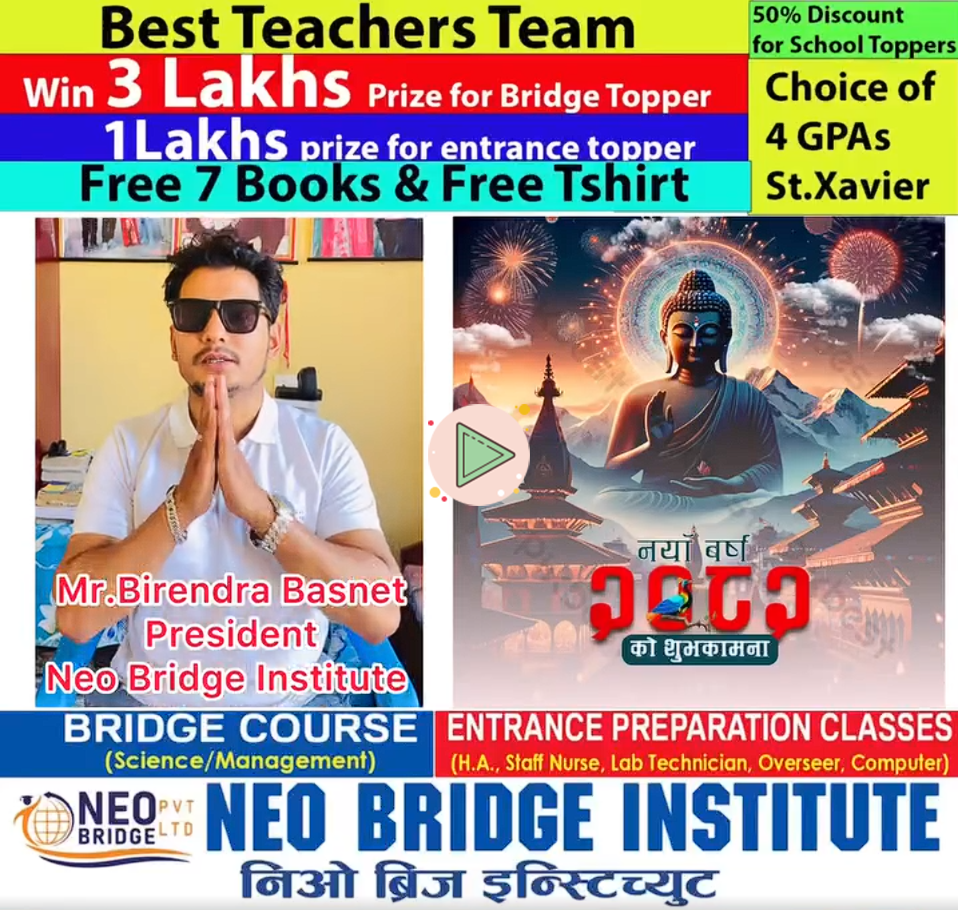 Best Teachers Team
Win 3 Lakhs Prize for Bridge Topper
1Lakhs prize for entrance topper
Free 7 Books & Free Tshirt
50% Discount
for School Toppers
Choice of
4 GPAs
St.Xavier
Mr.Birendra Basnet
President
Neo Bridge Institute
नयाँ बर्ष
२०८२
को शुभकामना
BRIDGE COURSE
(Science/Management)
ENTRANCE PREPARATION CLASSES
(H.A., Staff Nurse, Lab Technician, Overseer, Computer)
NEO
BRIDGE
PVT
LTD
NEO BRIDGE INSTITUTE
निओ ब्रिज इन्स्टिच्युट